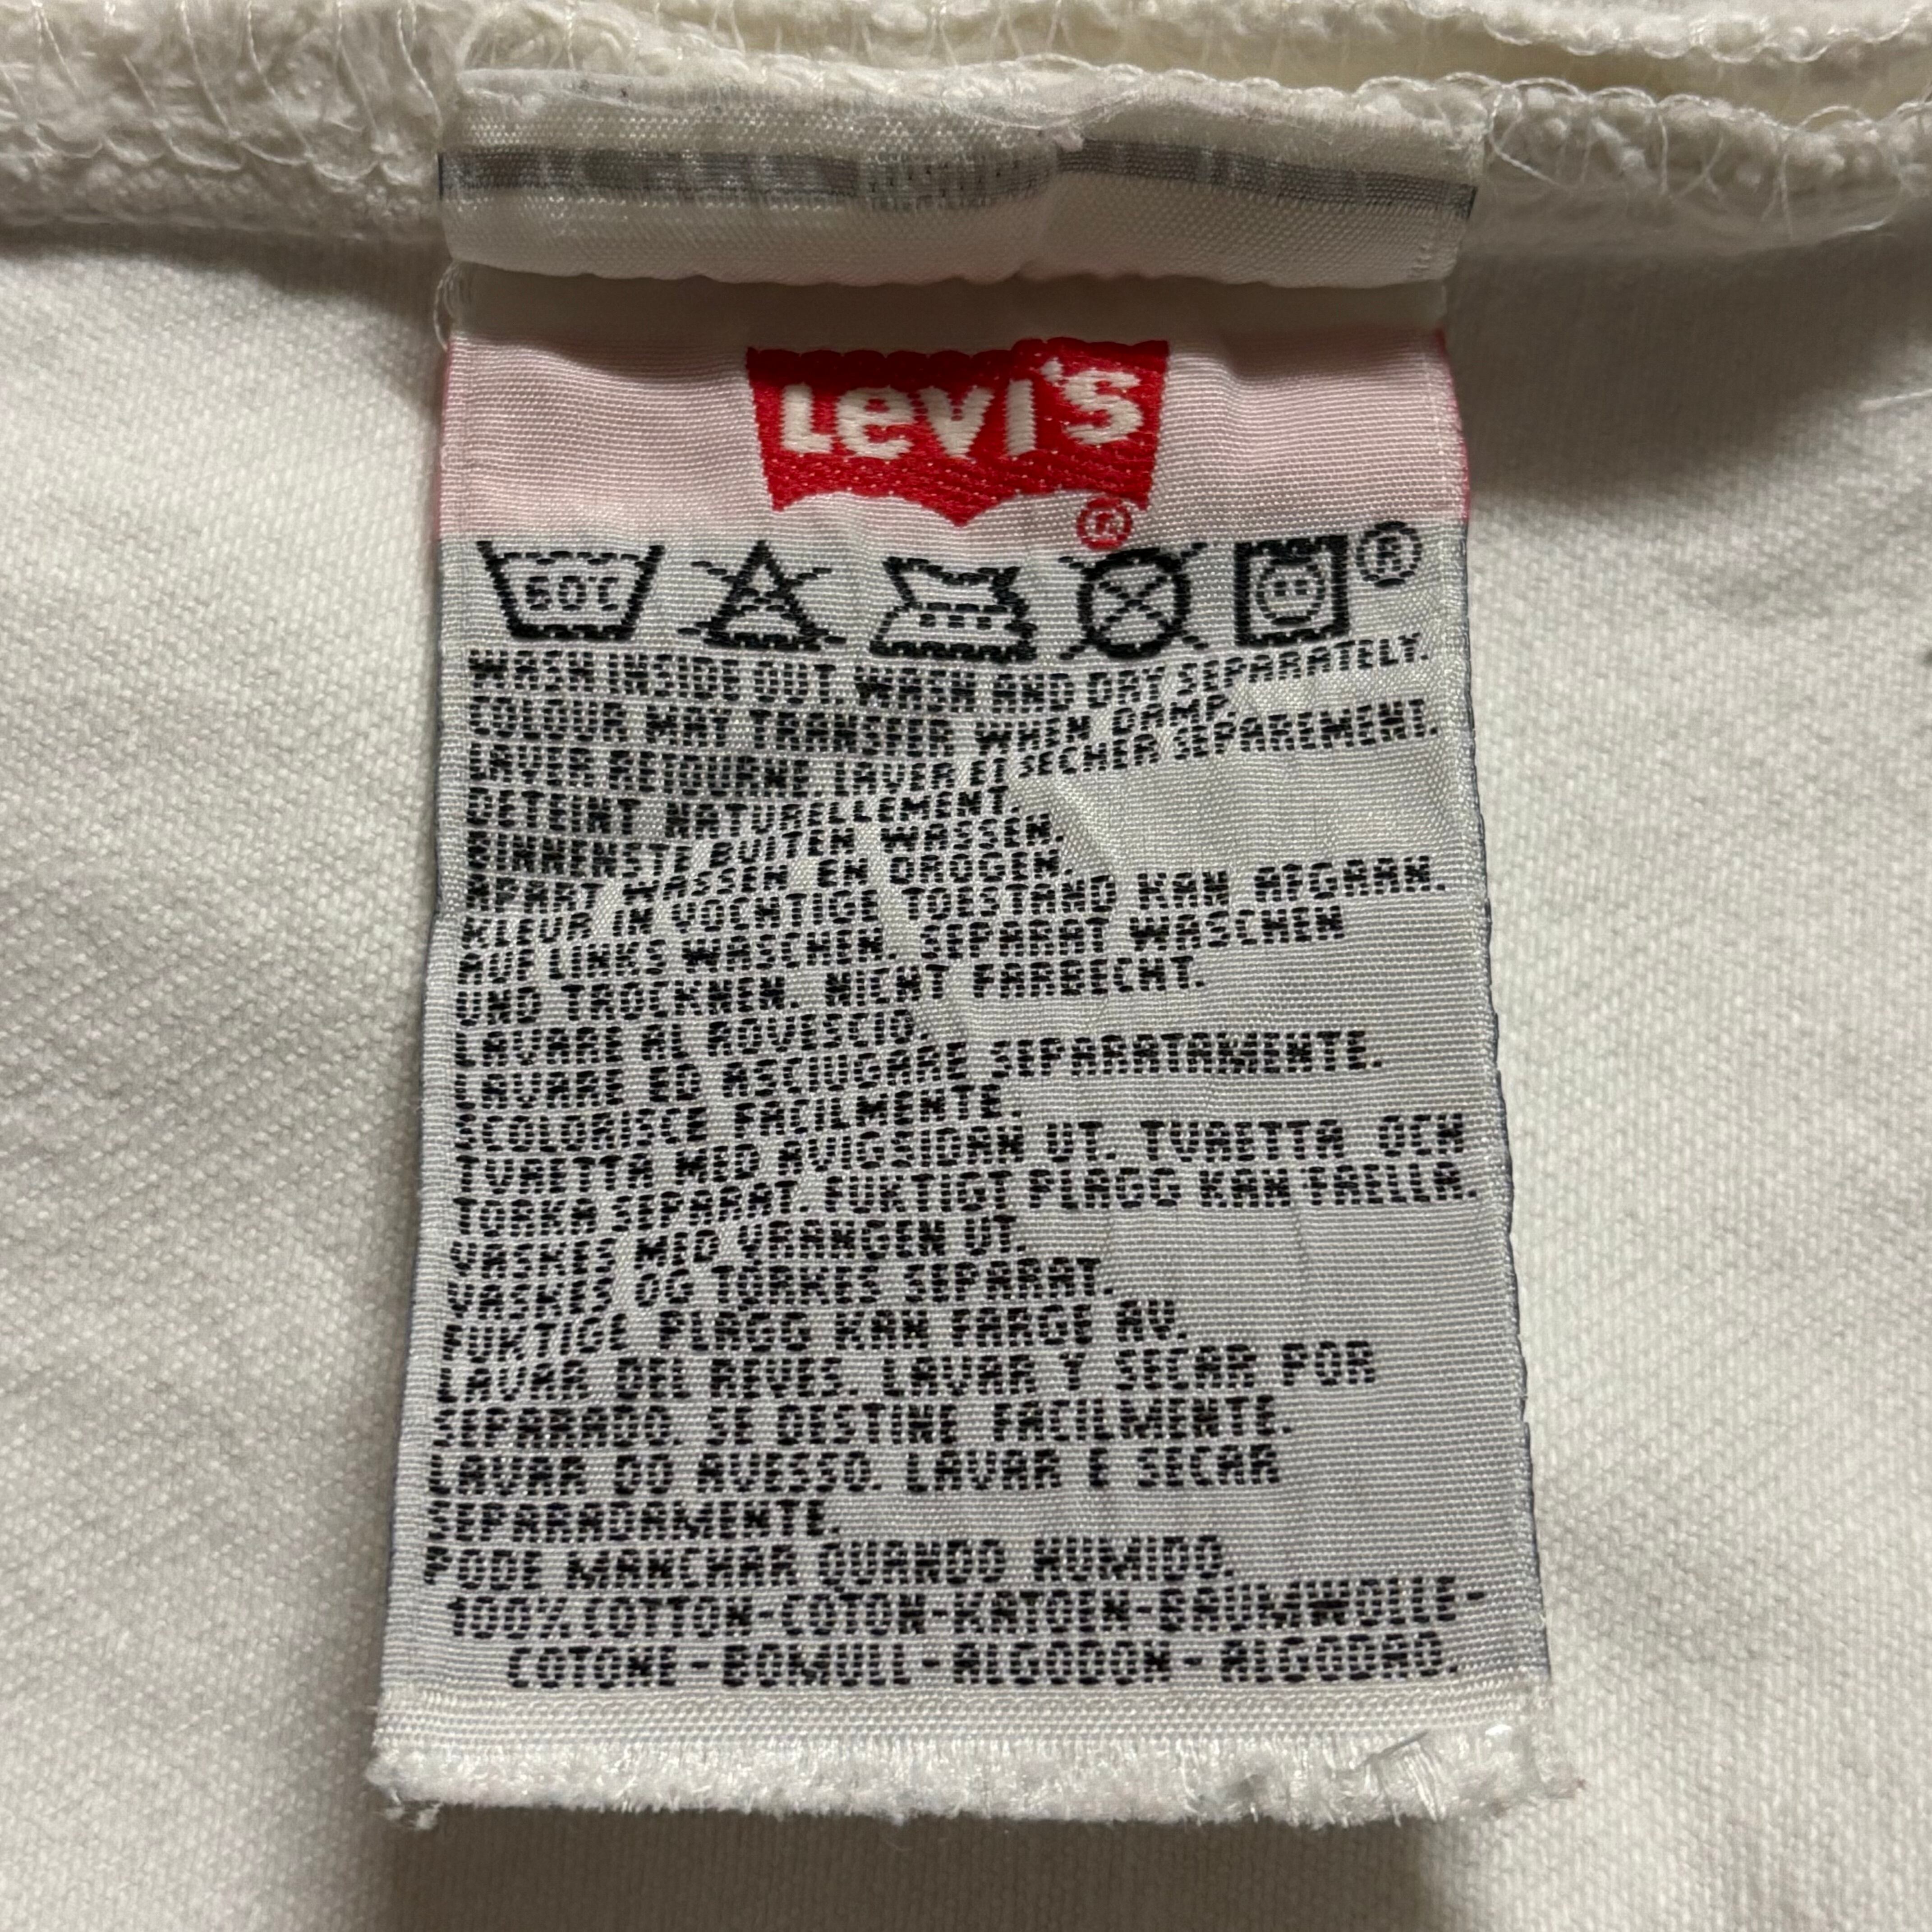 Levi's
®
60°C
®
WASH INSIDE OUT. WASH AND DRY SEPARATELY.
COLOUR MAY TRANSFER WHEN DAMP.
LAVER RETOURNE LAVER ET SECHER SEPAREMENT.
DETEINT NATURELLEMENT.
BINNENSTE BUITEN WASSEN.
APART WASSEN EN DROGEN.
KLEUR IN VOCHTIGE TOESTAND KAN AFGAAN.
AUF LINKS WASCHEN. SEPARAT WASCHEN
UND TROCKNEN. NICHT FARBECHT.
LAVARE AL ROVESCIO.
LAVARE ED ASCIUGARE SEPARATAMENTE.
SCOLORISCE FACILMENTE.
TVAETTA MED AVIGSIDAN UT. TVAETTA OCH
TORKA SEPARAT. FUKTIGT PLAGG KAN FAELLA.
VASKES MED VRANGEN UT.
VASKES OG TORKES SEPARAT.
FUKTIGE PLAGG KAN FARGE AV.
LAVAR DEL REVES. LAVAR Y SECAR POR
SEPARADO. SE DESTINE FACILMENTE.
LAVAR DO AVESSO. LAVAR E SECAR
SEPARADAMENTE.
PODE MANCHAR QUANDO HUMIDO.
100% COTTON-COTON-KATOEN-BAUMWOLLE-
COTONE-BOMULL-ALGODON-ALGODAO.